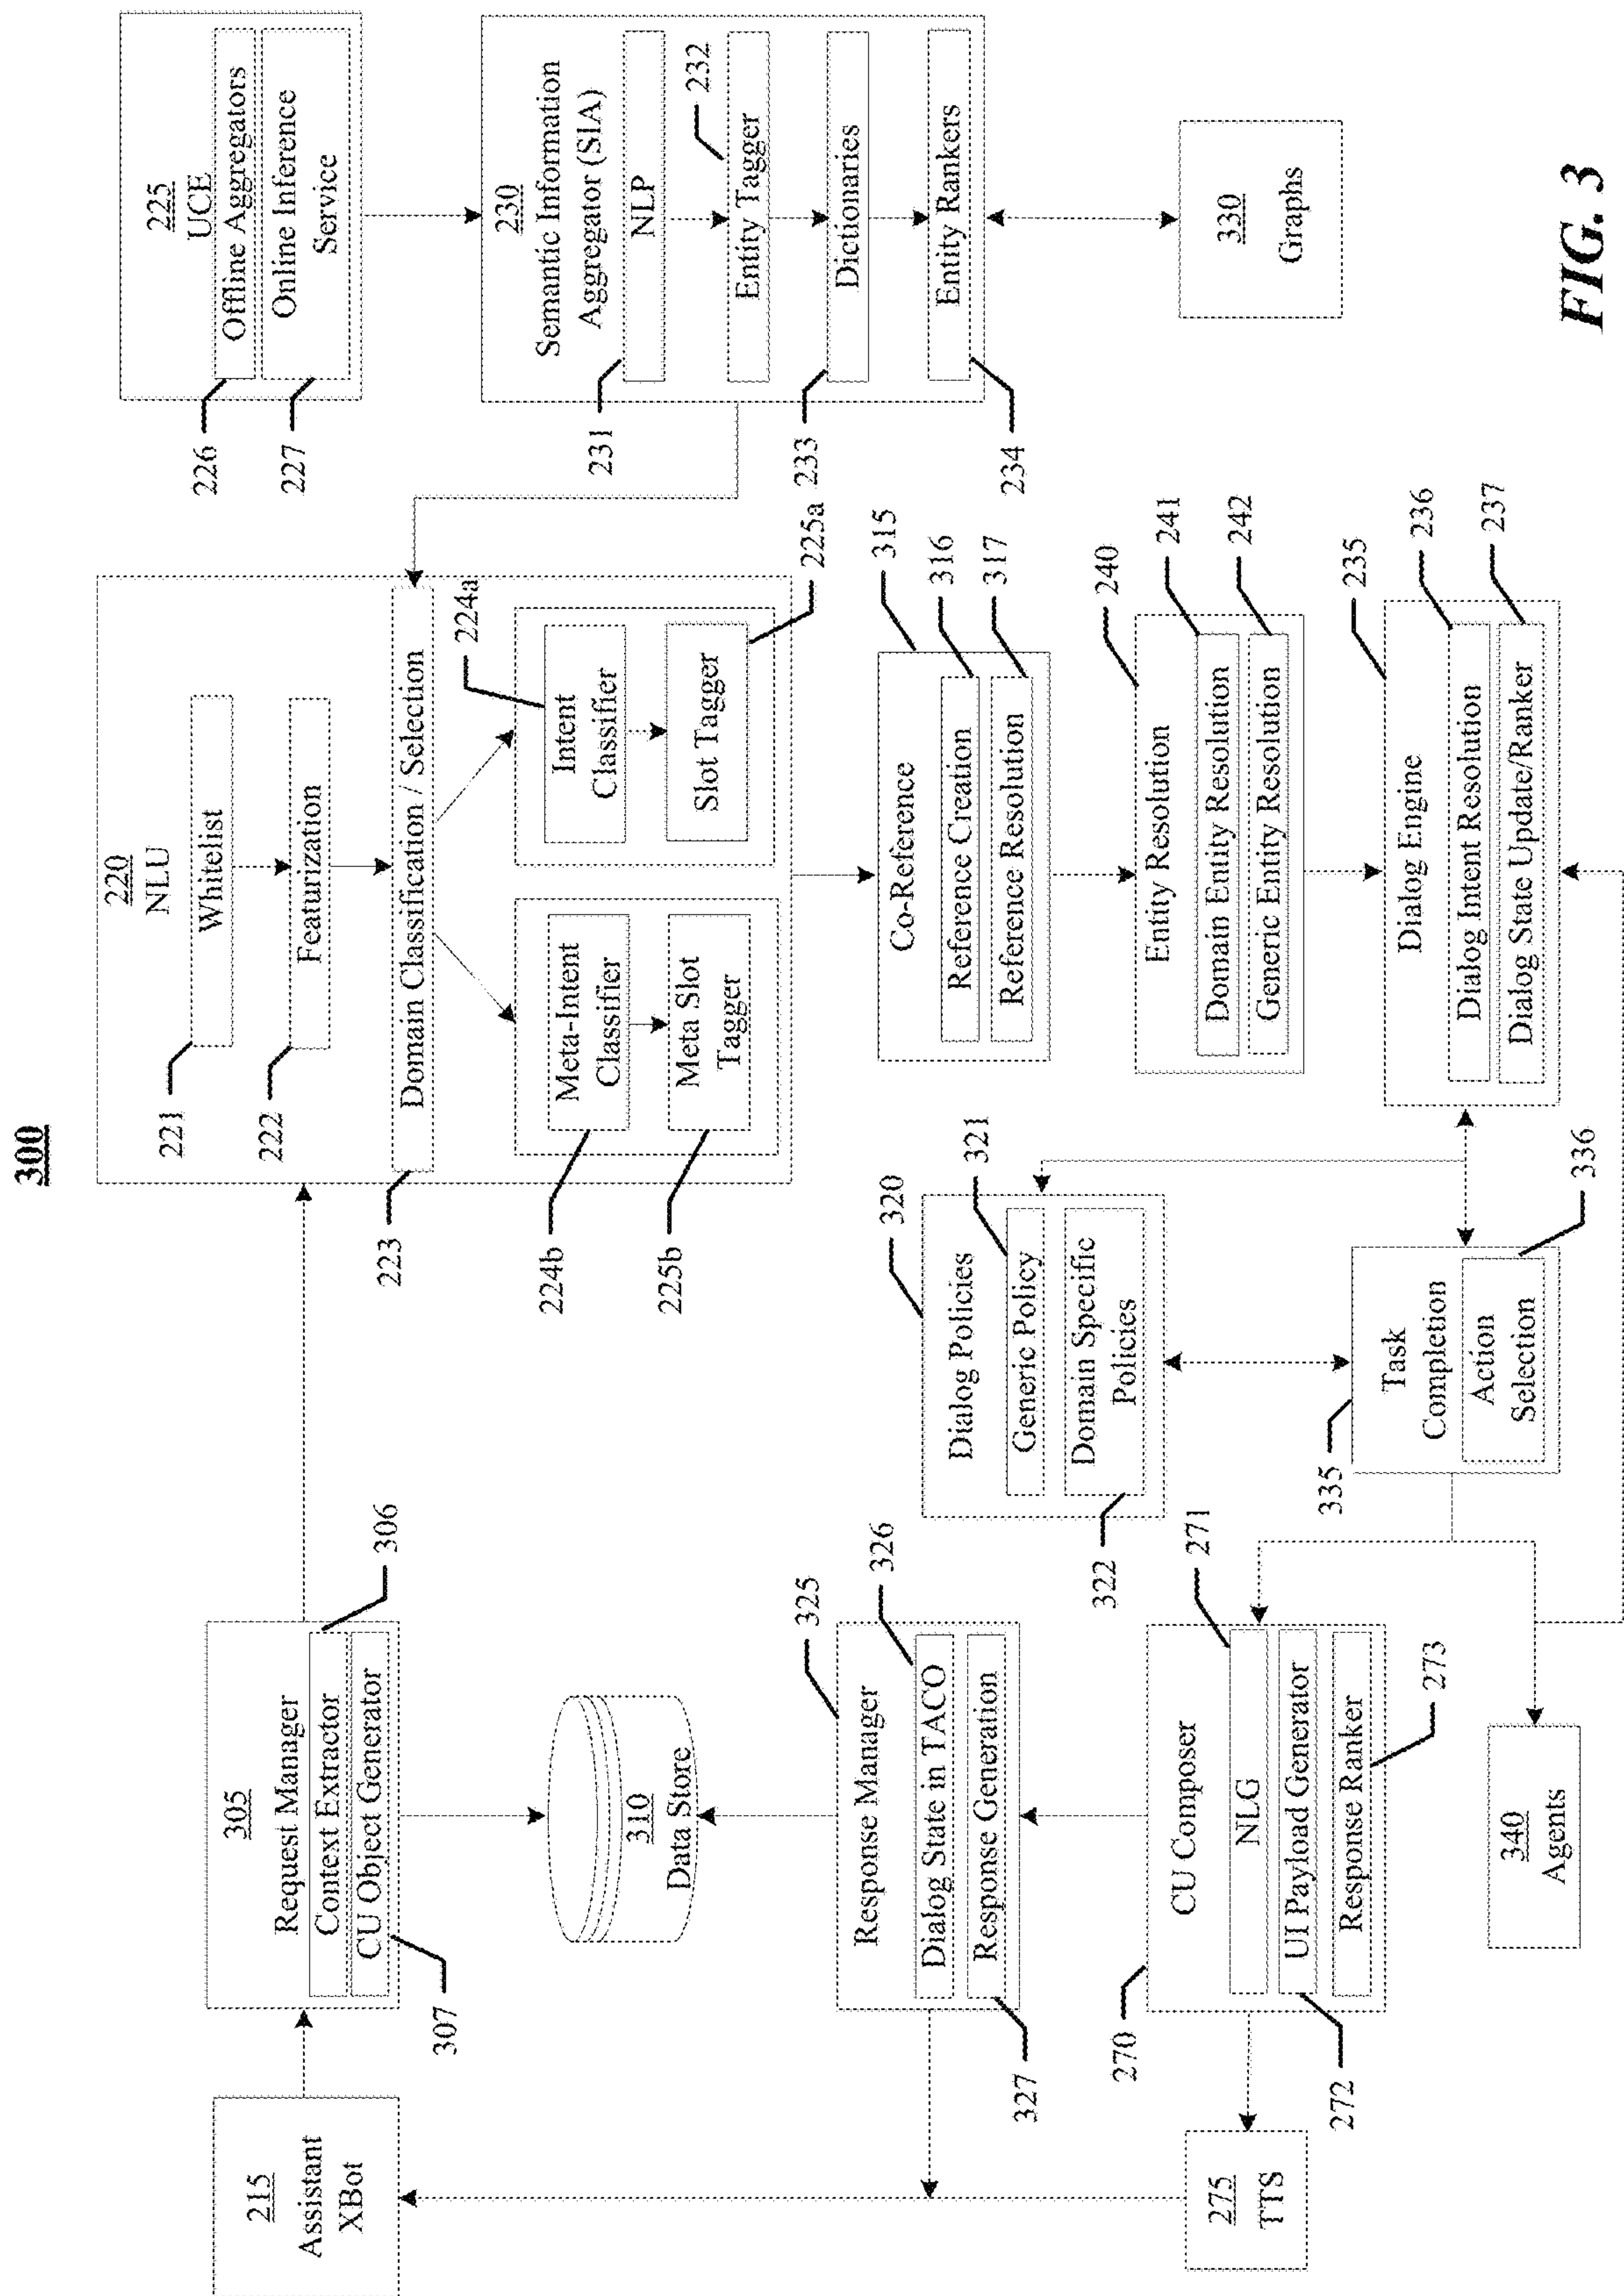 300
215
Assistant
XBot
305
Request Manager
Context Extractor
CU Object Generator
306
307
310
Data Store
220
NLU
Whitelist
221
Featurization
222
Domain Classification / Selection
223
Meta-Intent
Classifier
224b
Meta Slot
Tagger
225b
Intent
Classifier
224a
Slot Tagger
225a
225
UCE
Offline Aggregators
Online Inference
Service
226
227
230
Semantic Information
Aggregator (SIA)
NLP
231
Entity Tagger
232
Dictionaries
233
Entity Rankers
234
330
Graphs
Co-Reference
315
Reference Creation
316
Reference Resolution
317
Entity Resolution
240
Domain Entity Resolution
241
Generic Entity Resolution
242
Dialog Engine
235
Dialog Intent Resolution
236
Dialog State Update/Ranker
237
Dialog Policies
320
Generic Policy
321
Domain Specific
Policies
322
Task
Completion
335
Action
Selection
336
Response Manager
325
Dialog State in TACO
326
Response Generation
327
CU Composer
270
NLG
271
UI Payload Generator
272
Response Ranker
273
275
TTS
340
Agents
FIG. 3